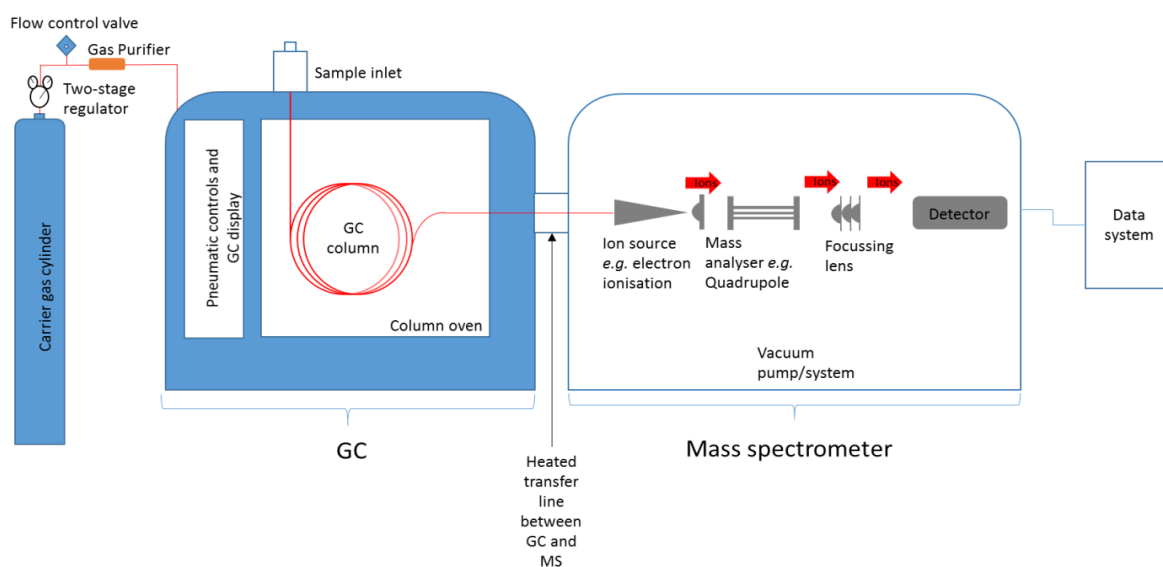 Flow control valve
Gas Purifier
Two-stage
regulator
Carrier gas cylinder
Sample inlet
Pneumatic controls and
GC display
GC
column
Column oven
GC
Heated
transfer
line
between
GC and
MS
Ions
Ions
Ions
Ion source
e.g. electron
ionisation
Mass
analyser e.g.
Quadrupole
Focussing
lens
Detector
Vacuum
pump/system
Mass spectrometer
Data
system